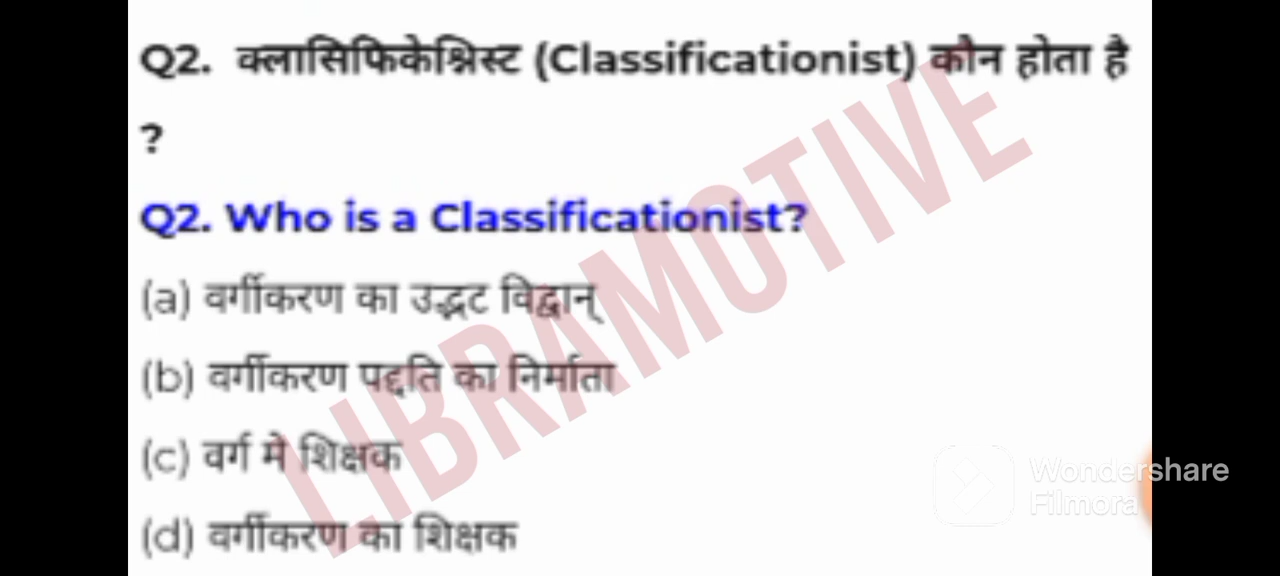 Q2. क्लासिफिकेश्निस्ट (Classificationist) कौन होता है
?
Q2. Who is a Classificationist?
(a) वर्गीकरण का उद्भट विद्वान्
(b) वर्गीकरण पद्दति का निर्माता
(c) वर्ग मे शिक्षक
(d) वर्गीकरण का शिक्षक
LIBRAMOTIVE
Wondershare
Filmora